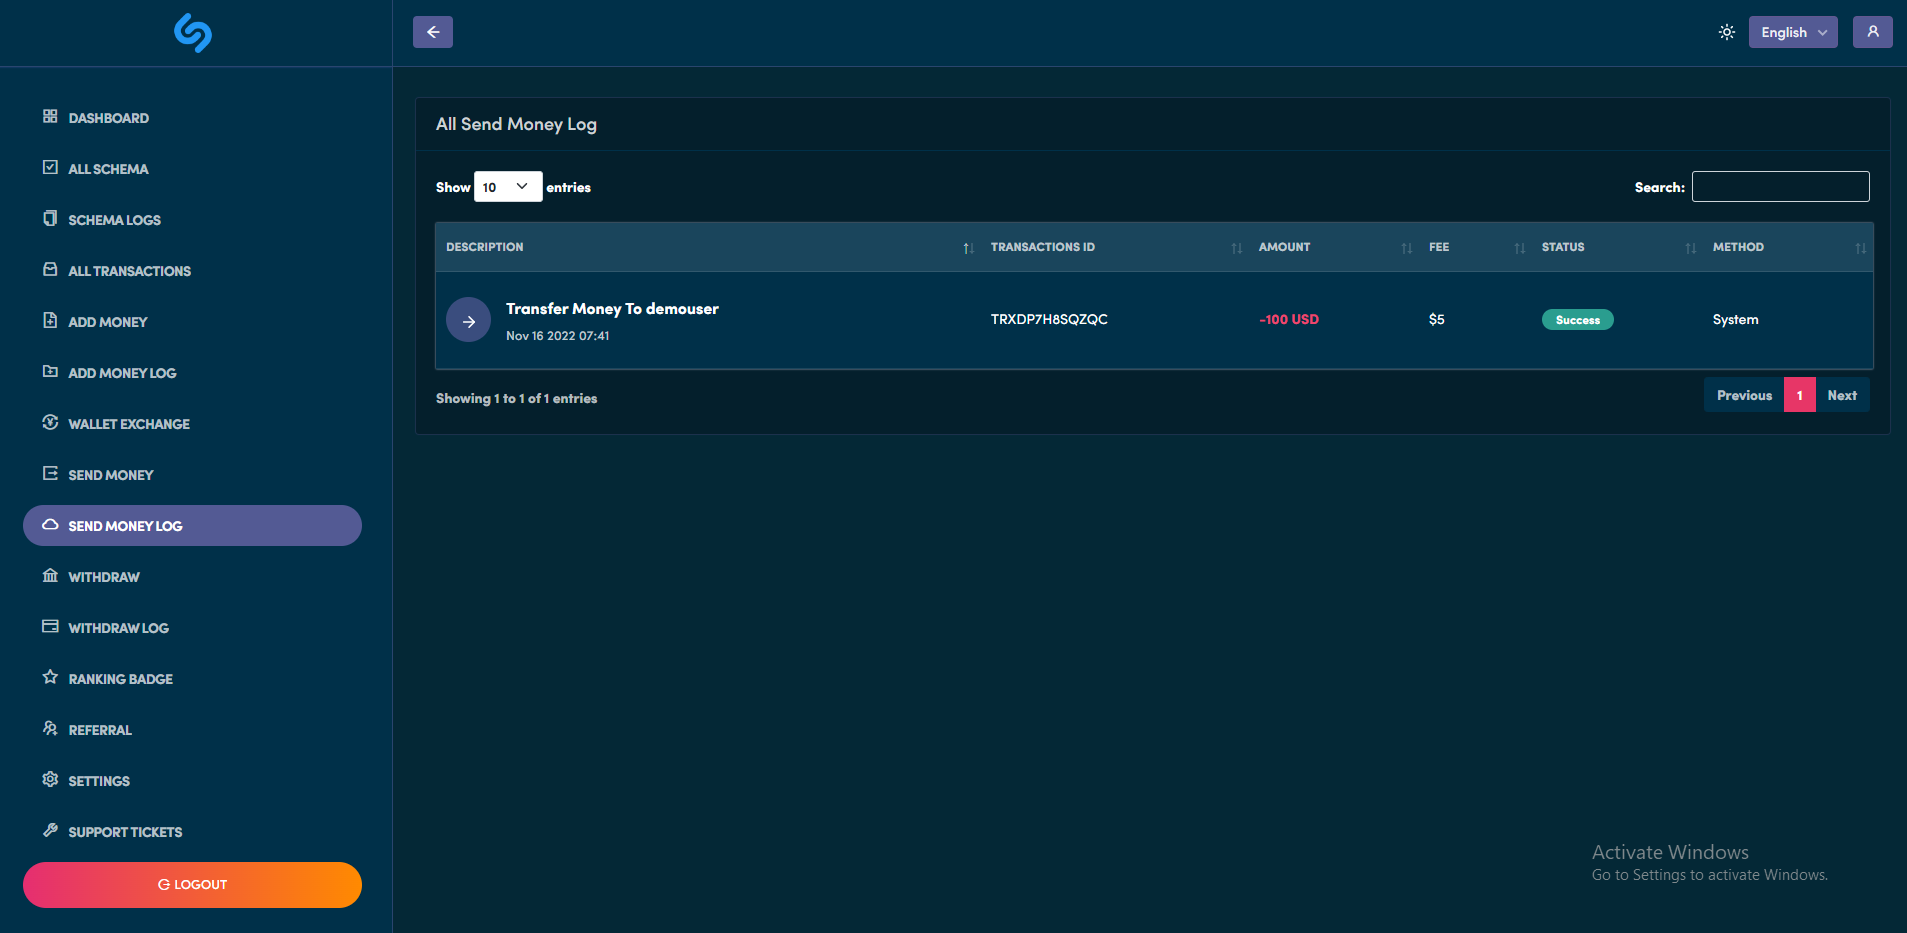 English
DASHBOARD
ALL SCHEMA
SCHEMA LOGS
ALL TRANSACTIONS
ADD MONEY
ADD MONEY LOG
WALLET EXCHANGE
SEND MONEY
SEND MONEY LOG
WITHDRAW
WITHDRAW LOG
RANKING BADGE
REFERRAL
SETTINGS
SUPPORT TICKETS
LOGOUT
All Send Money Log
Show 10 entries
Search:
DESCRIPTION TRANSACTIONS ID AMOUNT FEE STATUS METHOD
Transfer Money To demouser
Nov 16 2022 07:41
TRXDP7H8SQZQC -100 USD $5 Success System
Showing 1 to 1 of 1 entries
Previous 1 Next
Activate Windows
Go to Settings to activate Windows.